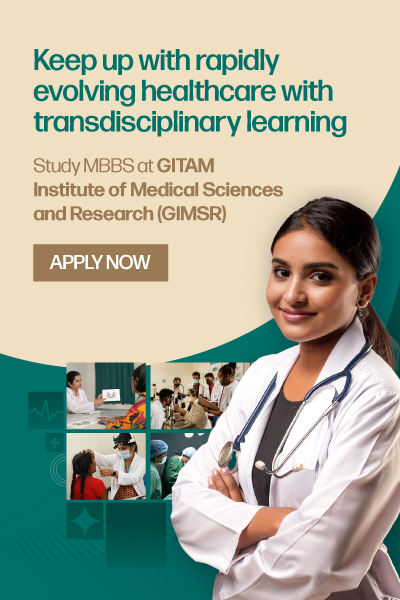 Keep up with rapidly
evolving healthcare with
transdisciplinary learning
Study MBBS at GITAM
Institute of Medical Sciences
and Research (GIMSR)
APPLY NOW